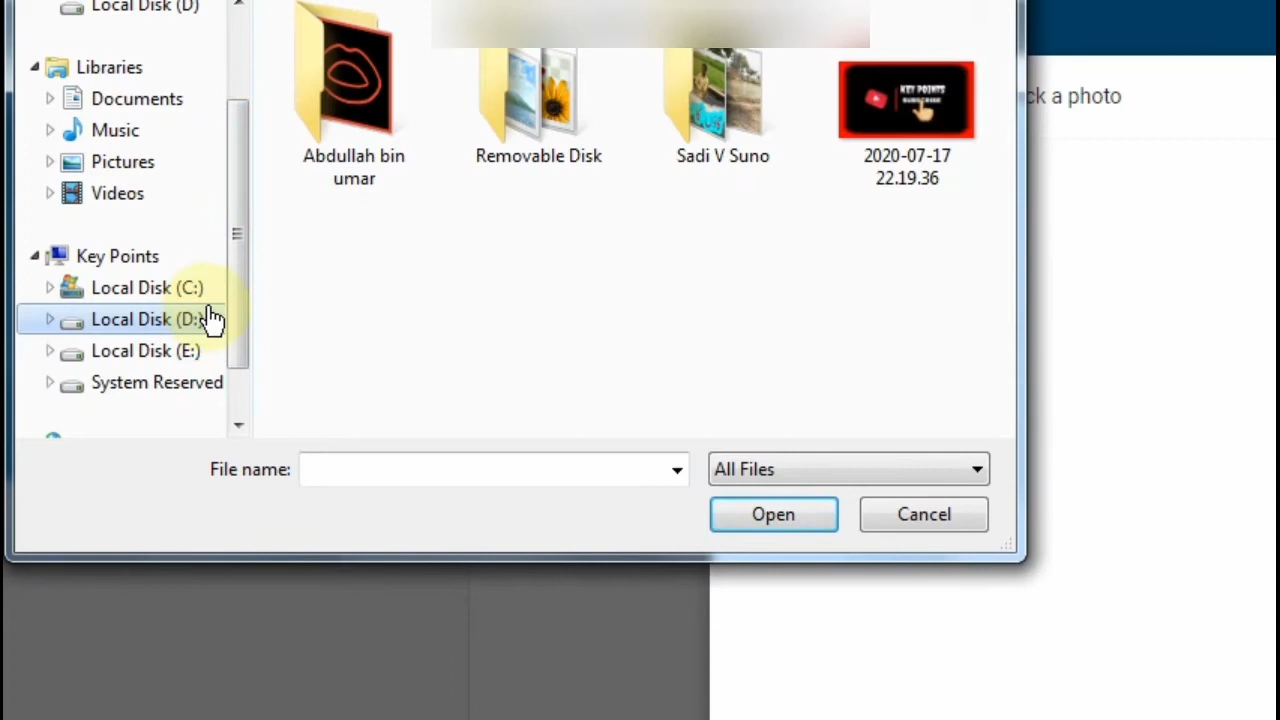 Local Disk (D)
Libraries
Documents
Music
Pictures
Videos
Key Points
Local Disk (C:)
Local Disk (D:)
Local Disk (E:)
System Reserved
Abdullah bin
umar
Removable Disk
Sadi V Suno
KEY POINTS
SUBSCRIBE
2020-07-17
22.19.36
ck a photo
File name:
All Files
Open
Cancel